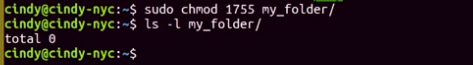 cindy@cindy-nyc:~$ sudo chmod 1755 my_folder/
cindy@cindy-nyc:~$ ls -l my_folder/
total 0
cindy@cindy-nyc:~$